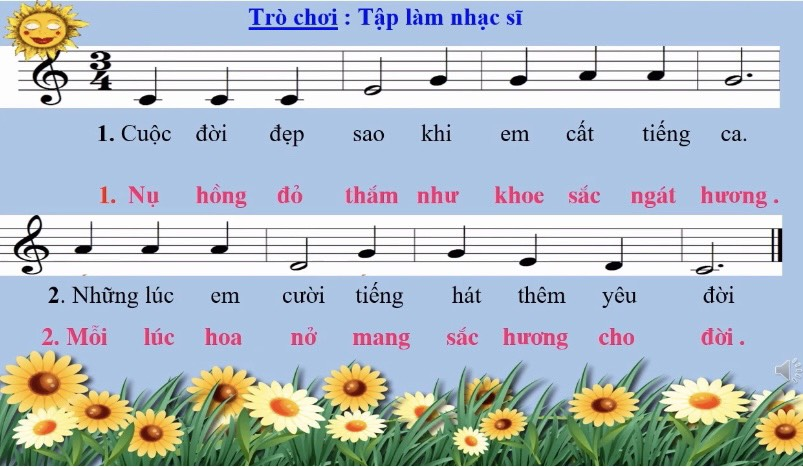 Trò chơi : Tập làm nhạc sĩ
3
4
1. Cuộc đời đẹp sao khi em cất tiếng ca.
1. Nụ hồng đỏ thắm như khoe sắc ngát hương .
2. Những lúc em cười tiếng hát thêm yêu đời
2. Mỗi lúc hoa nở mang sắc hương cho đời .